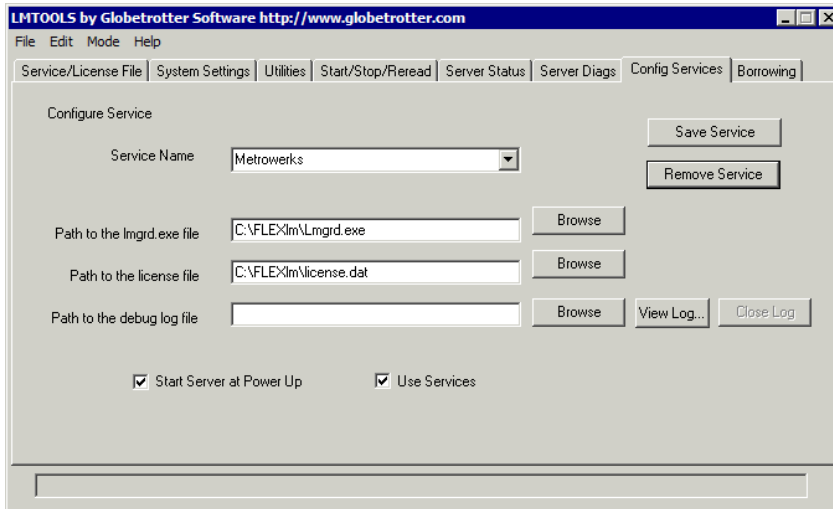 LMTOOLS by Globetrotter Software http://www.globetrotter.com
File Edit Mode Help
Service/License File System Settings Utilities Start/Stop/Reread Server Status Server Diags Config Services Borrowing
Configure Service
Save Service
Service Name Metrowerks
Remove Service
Path to the lmgrd.exe file C:\FLEXlm\Lmgrd.exe Browse
Path to the license file C:\FLEXlm\license.dat Browse
Path to the debug log file Browse View Log... Close Log
Start Server at Power Up Use Services